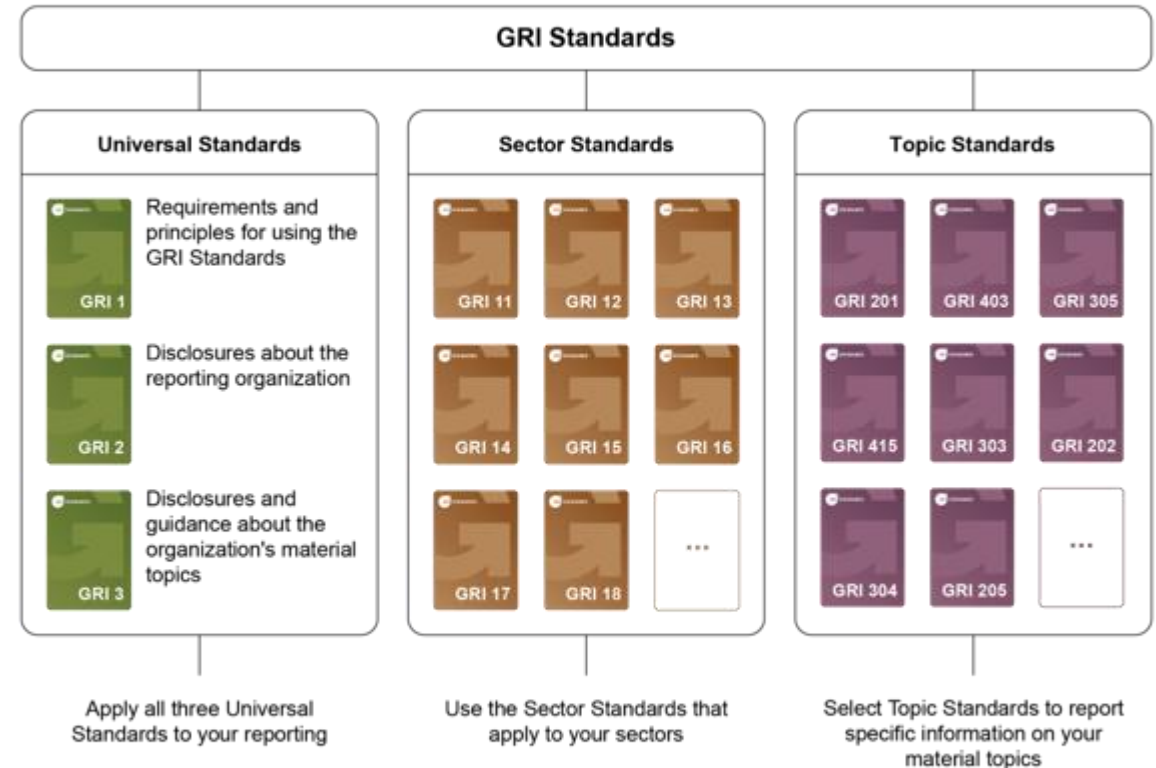 GRI Standards
Universal Standards
Requirements and
principles for using the
GRI Standards
GRI 1
Disclosures about the
reporting organization
GRI 2
Disclosures and
guidance about the
organization's material
topics
GRI 3
Apply all three Universal
Standards to your reporting
Sector Standards
GRI 11
GRI 12
GRI 13
GRI 14
GRI 15
GRI 16
GRI 17
GRI 18
...
Use the Sector Standards that
apply to your sectors
Topic Standards
GRI 201
GRI 403
GRI 305
GRI 415
GRI 303
GRI 202
GRI 304
GRI 205
...
Select Topic Standards to report
specific information on your
material topics